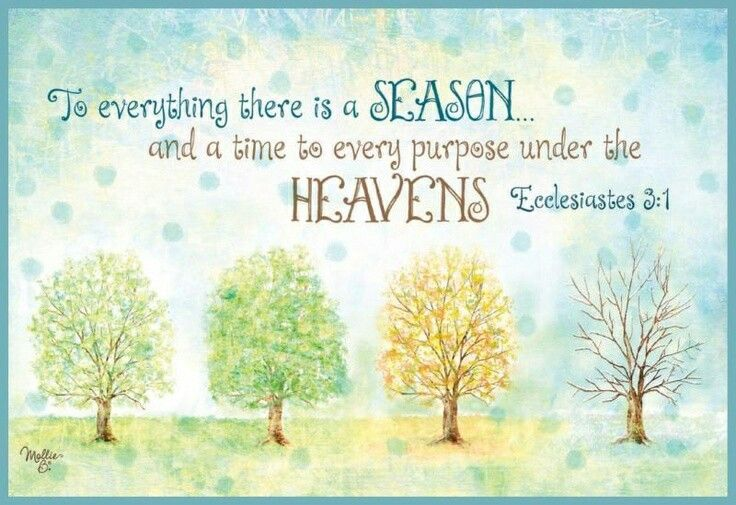 To everything there is a SEASON...
and a time to every purpose under the
HEAVENS Ecclesiastes 3:1
Mollie
B.